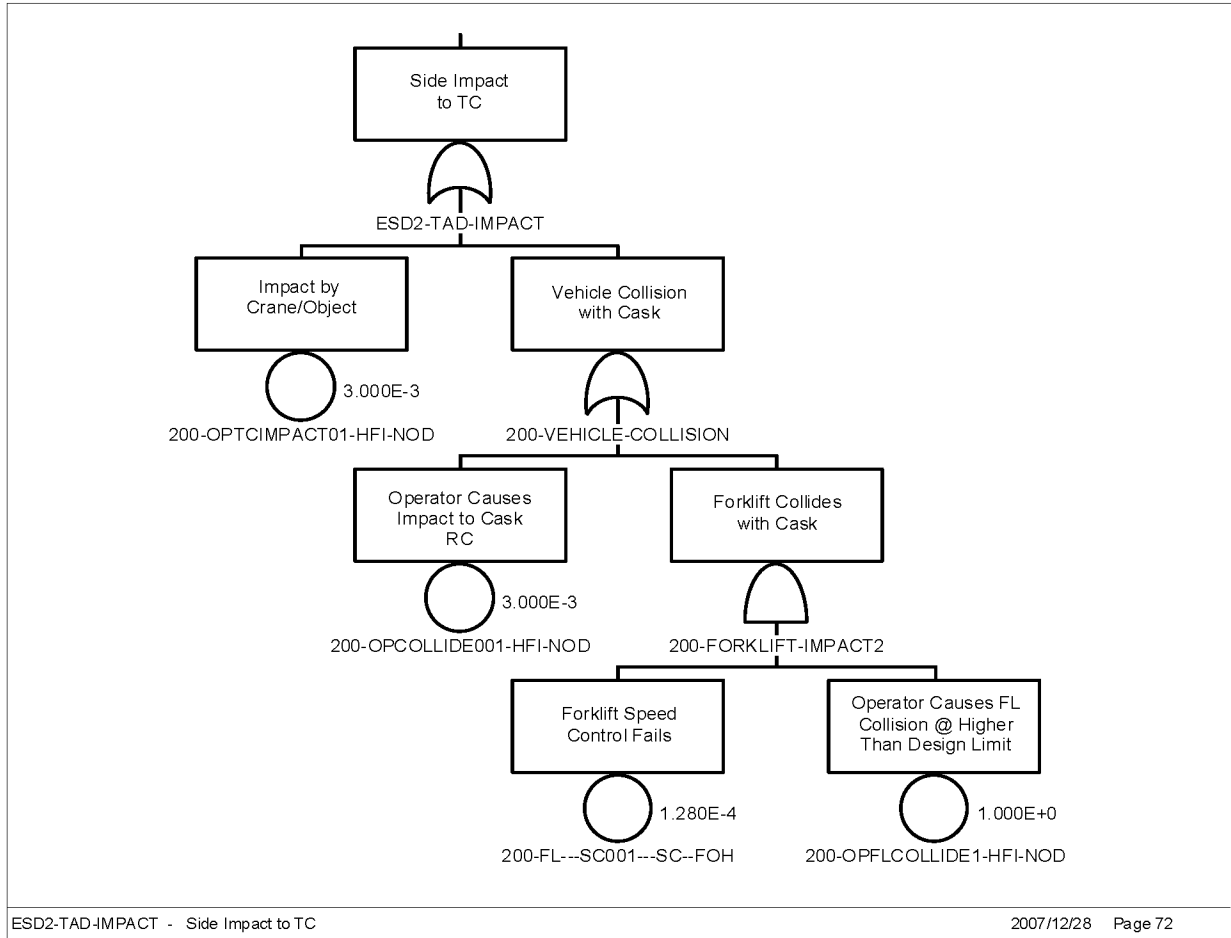 Side Impact
to TC
ESD2-TAD-IMPACT
Impact by
Crane/Object
3.000E-3
200-OPTCIMPACT01-HFI-NOD
Vehicle Collision
with Cask
200-VEHICLE-COLLISION
Operator Causes
Impact to Cask
RC
3.000E-3
200-OPCOLLIDE001-HFI-NOD
Forklift Collides
with Cask
200-FORKLIFT-IMPACT2
Forklift Speed
Control Fails
1.280E-4
200-FL---SC001---SC--FOH
Operator Causes FL
Collision @ Higher
Than Design Limit
1.000E+0
200-OPFLCOLLIDE1-HFI-NOD
ESD2-TAD-IMPACT - Side Impact to TC
2007/12/28 Page 72